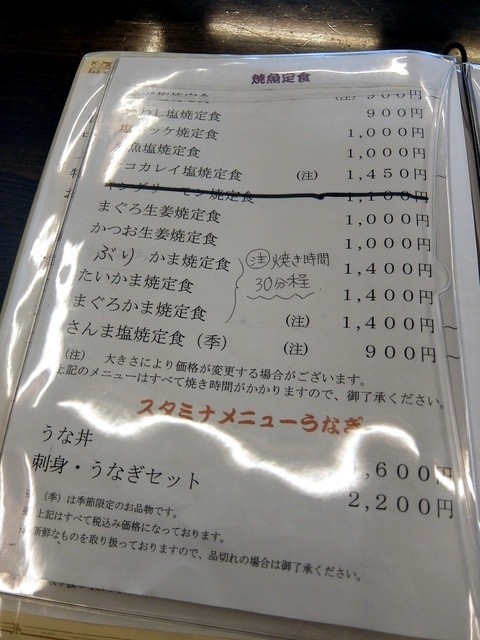 焼魚定食
塩焼定食 (注) 900円
わし塩焼定食 900円
塩ホッケ焼定食 1,000円
魚塩焼定食 1,000円
コカレイ塩焼定食 (注) 1,450円
焼定食 1,100円
まぐろ生姜焼定食 1,000円
かつお生姜焼定食 1,000円
ぶりかま焼定食 1,400円
たいかま焼定食 1,400円
まぐろかま焼定食 (注) 1,400円
注 焼き時間
30分程
さんま塩焼定食(季) (注) 900円~
(注) 大きさにより価格が変更する場合がございます。
上記のメニューはすべて焼き時間がかかりますので、御了承ください。
スタミナメニューうなぎ
うな丼 1,600円
刺身・うなぎセット 2,200円
※(季)は季節限定のお品物です。
※上記はすべて税込み価格になっております。
新鮮なものを取り扱っておりますので、品切れの場合は御了承ください。